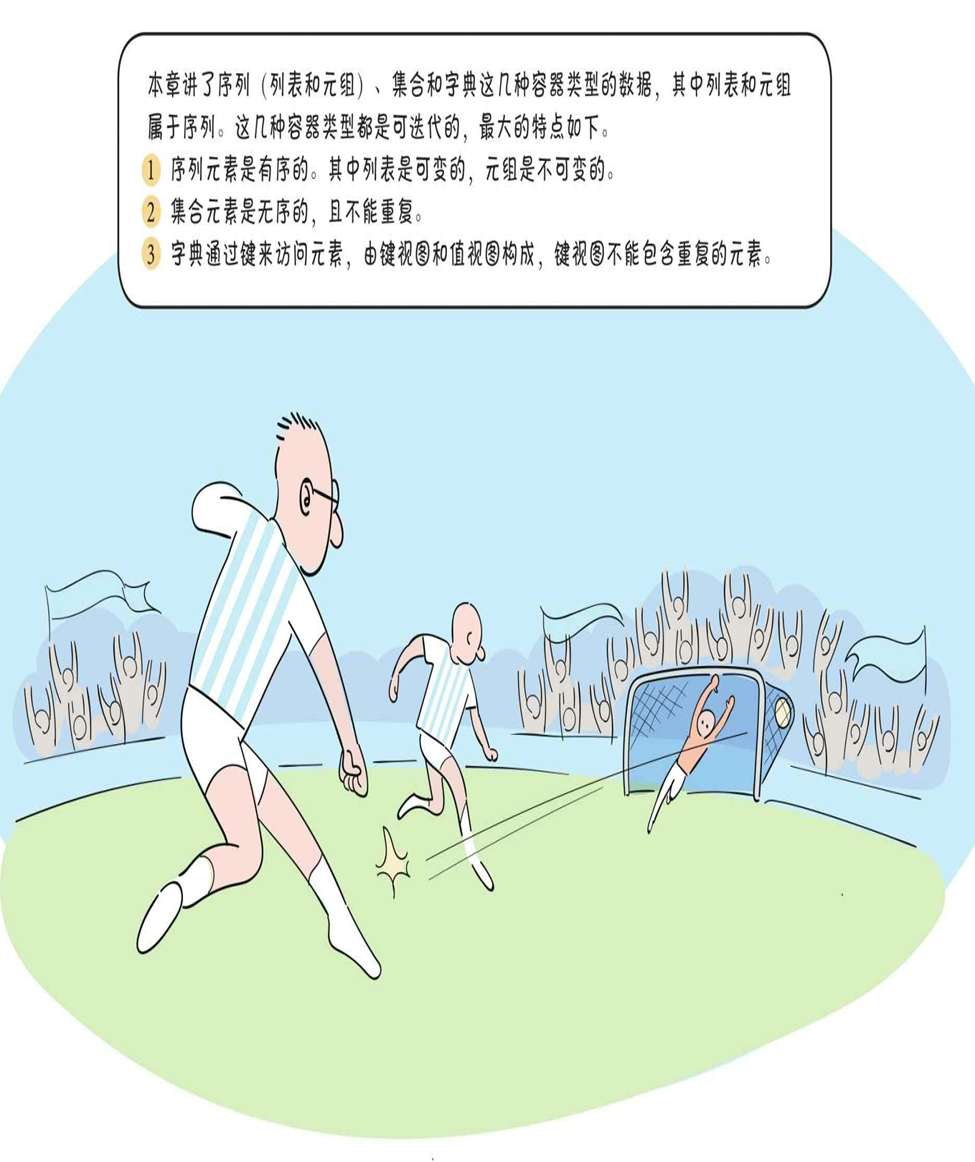 本章讲了序列（列表和元组）、集合和字典这几种容器类型的数据，其中列表和元组
属于序列。这几种容器类型都是可迭代的，最大的特点如下。
1 序列元素是有序的。其中列表是可变的，元组是不可变的。
2 集合元素是无序的，且不能重复。
3 字典通过键来访问元素，由键视图和值视图构成，键视图不能包含重复的元素。